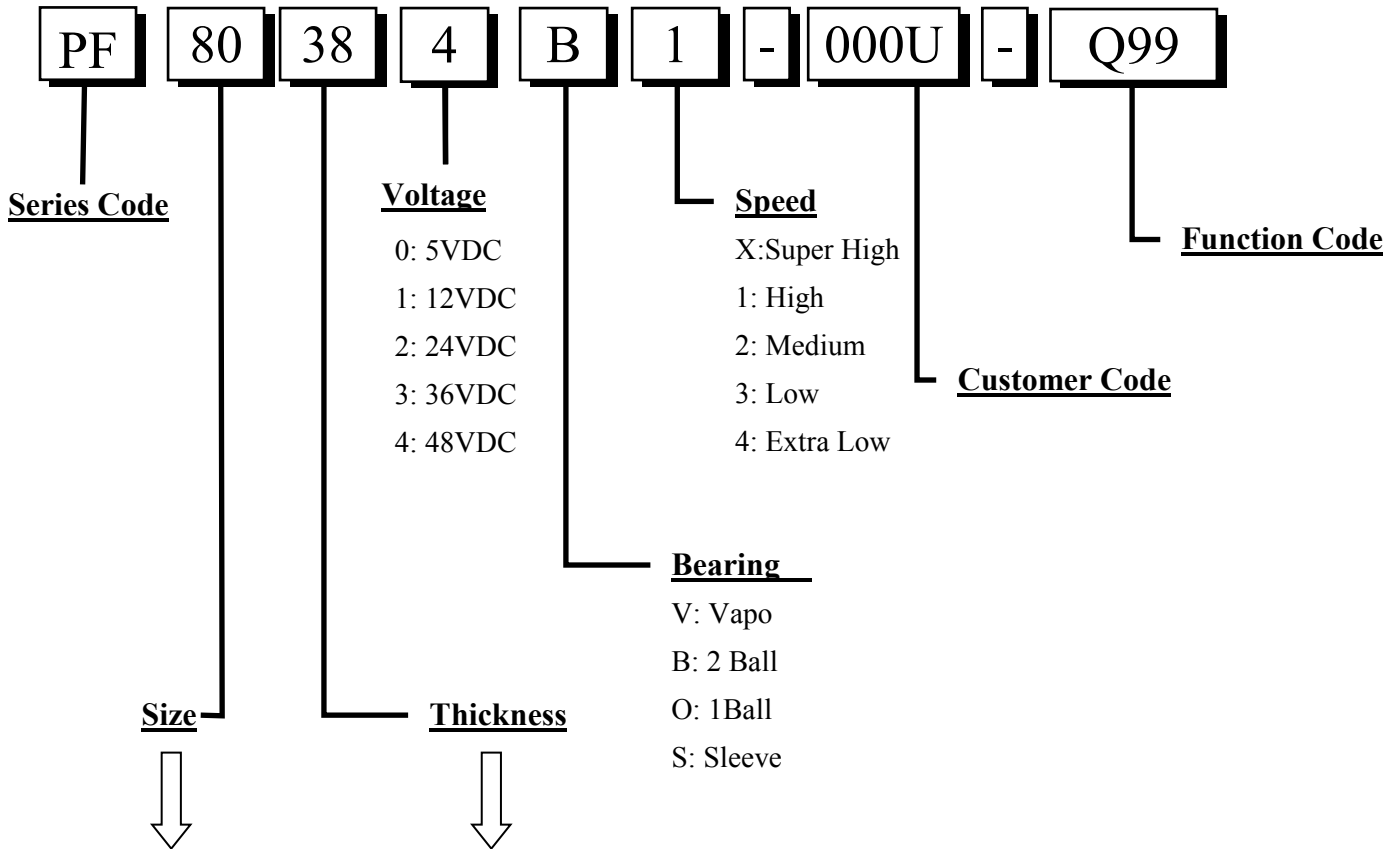 PF 80 38 4 B 1 - 000U - Q99
Series Code
Voltage
0: 5VDC
1: 12VDC
2: 24VDC
3: 36VDC
4: 48VDC
Speed
X:Super High
1: High
2: Medium
3: Low
4: Extra Low
Function Code
Customer Code
Bearing
V: Vapo
B: 2 Ball
O: 1Ball
S: Sleeve
Size
Thickness